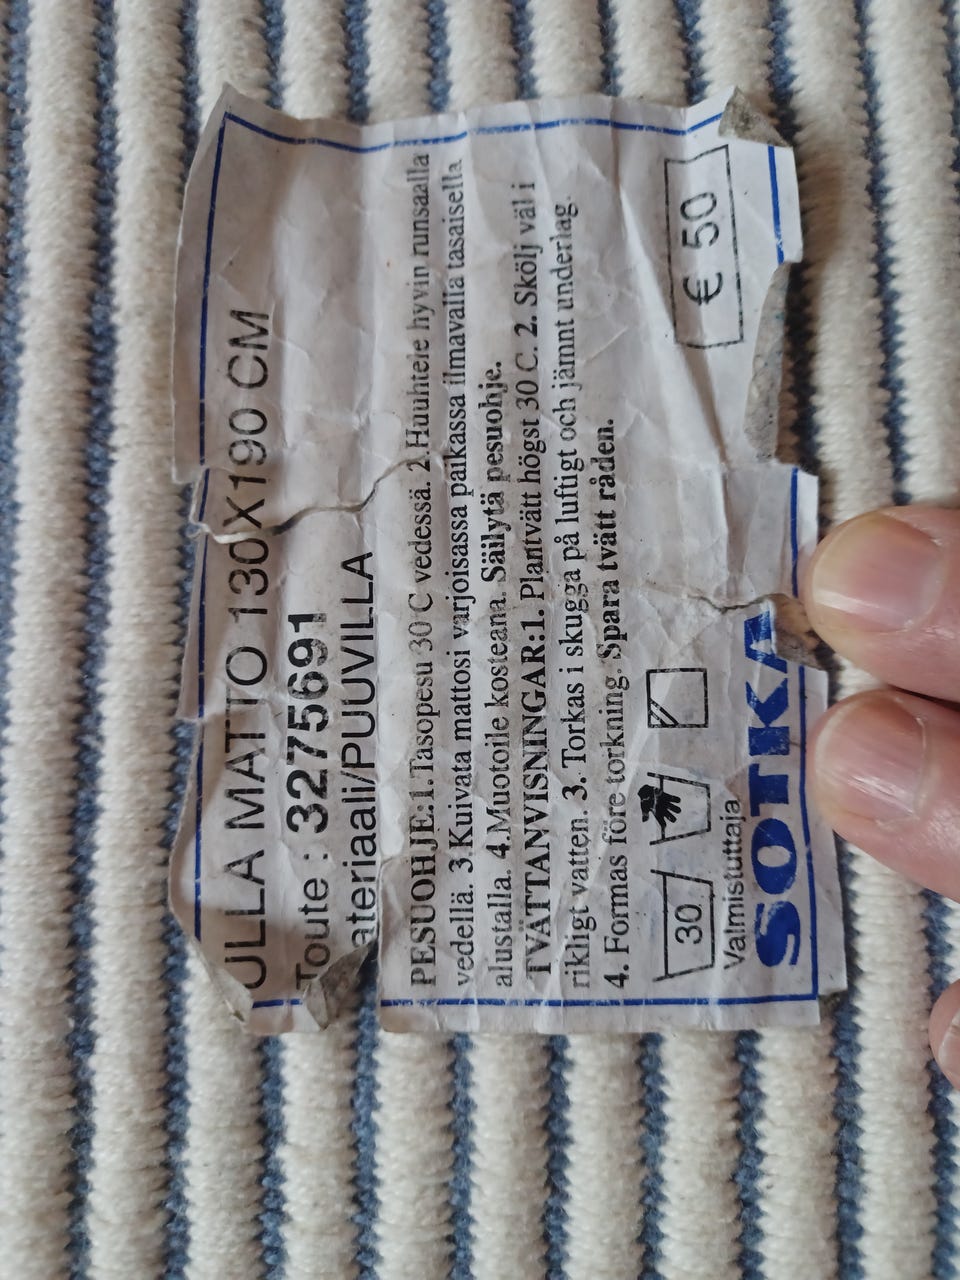 ULLA MATTO 130X190 CM
Tuote : 3275691
ateriaali/PUUVILLA
PESUOHJE:1.Tasopesu 30 C vedessä. 2.Huuhtele hyvin runsaalla
vedellä. 3.Kuivata mattosi varjoisassa paikassa ilmavalla tasaisella
alustalla. 4.Muotoile kosteana. Säilytä pesuohje.
TVÄTTANVISNINGAR:1. Plantvätt högst 30 C. 2. Skölj väl i
rikligt vatten. 3. Torkas i skugga på luftigt och jämnt underlag.
4. Formas före torkning. Spara tvätt råden.
30
€ 50
Valmistuttaja
SOTKA